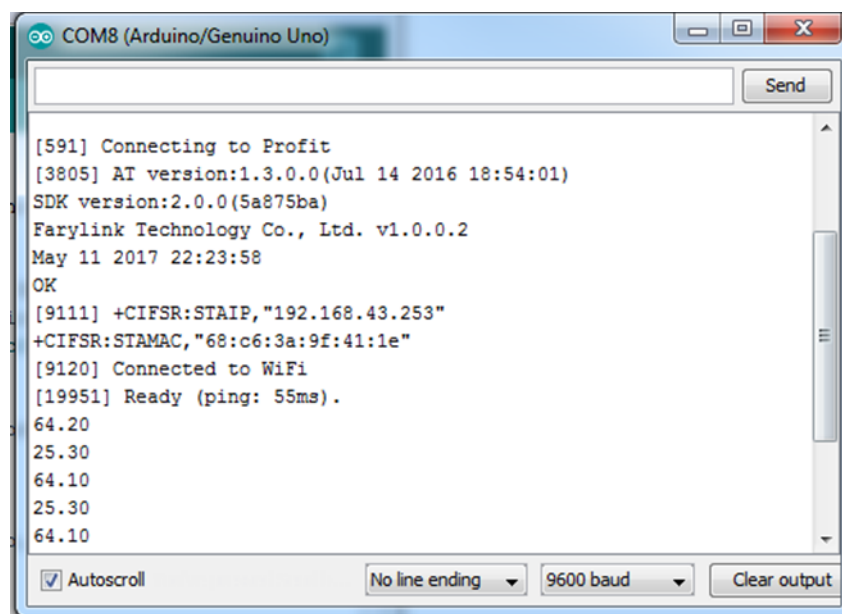 COM8 (Arduino/Genuino Uno)
Send
[591] Connecting to Profit
[3805] AT version:1.3.0.0(Jul 14 2016 18:54:01)
SDK version:2.0.0(5a875ba)
Farylink Technology Co., Ltd. v1.0.0.2
May 11 2017 22:23:58
OK
[9111] +CIFSR:STAIP,"192.168.43.253"
+CIFSR:STAMAC,"68:c6:3a:9f:41:1e"
[9120] Connected to WiFi
[19951] Ready (ping: 55ms).
64.20
25.30
64.10
25.30
64.10
Autoscroll No line ending 9600 baud Clear output